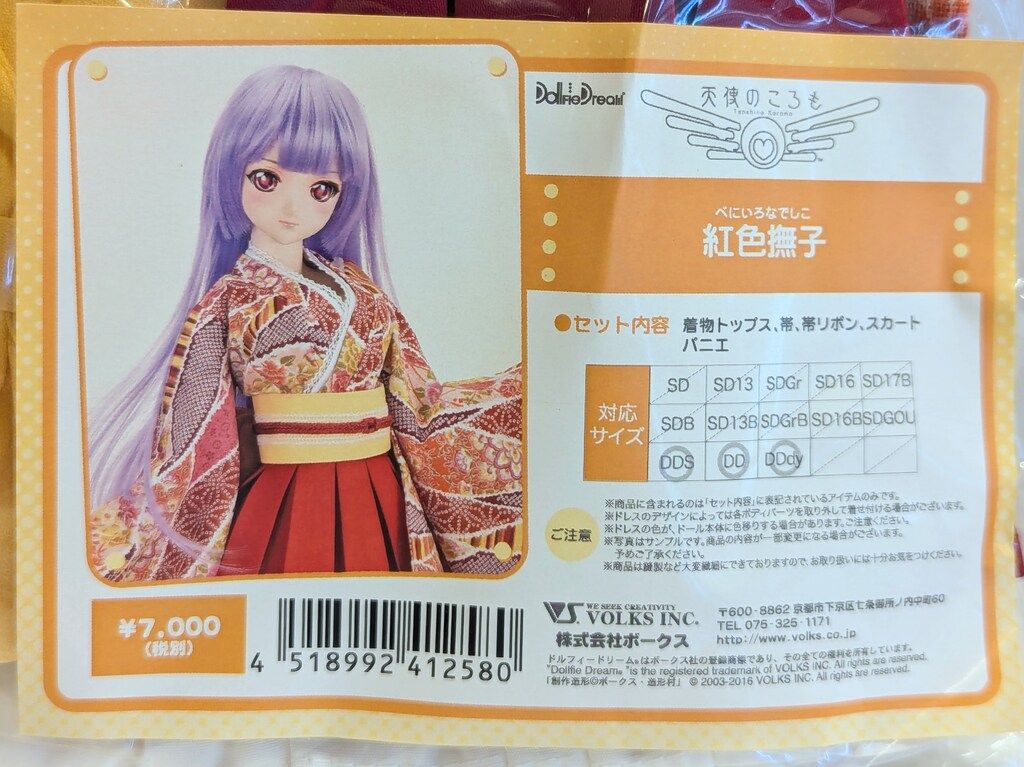 Dollfie Dream®
天使のころも
Tenshino Koromo
™
べにいろなでしこ
紅色撫子
●セット内容 着物トップス、帯、帯リボン、スカート
パニエ
対応
サイズ
SD SD13 SDGr SD16 SD17B
SDB SD13B SDGrB SD16B SDGOU
DDS DD DDdy
ご注意
※商品に含まれるのは「セット内容」に表記されているアイテムのみです。
※ドレスのデザインによっては各ボディパーツを取り外して着せ付ける場合がございます。
※ドレスの色が、ドール本体に色移りする場合があります。ご注意ください。
※写真はサンプルです。商品の内容が一部変更になる場合がございます。
予めご了承ください。
※商品は縫製など大変繊細にできておりますので、お取り扱いには十分お気をつけください。
¥7,000
(税別)
4 518992 412580
VS. WE SEEK CREATIVITY
VOLKS INC.
株式会社ボークス
〒600-8862 京都市下京区七条御所ノ内中町60
TEL 075-325-1171
http://www.volks.co.jp
ドルフィードリーム®はボークス社の登録商標であり、その全ての権利を所有しています。
"Dollfie Dream® "is the registered trademark of VOLKS INC. All rights are reserved.
「創作造形©ボークス・造形村」 © 2003-2016 VOLKS INC. All rights are reserved.